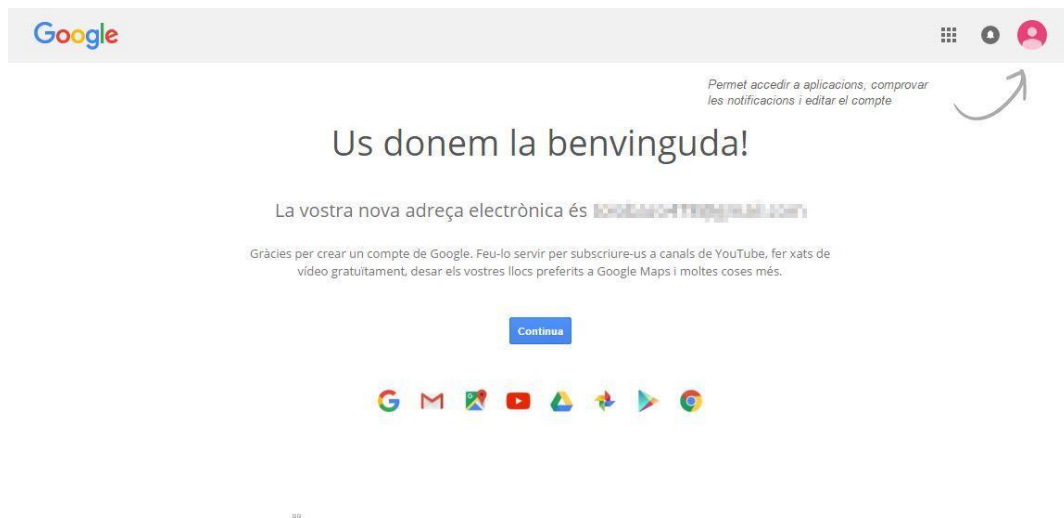 Google
Permet accedir a aplicacions, comprovar
les notificacions i editar el compte
Us donem la benvinguda!
La vostra nova adreça electrònica és
Gràcies per crear un compte de Google. Feu-lo servir per subscriure-us a canals de YouTube, fer xats de
vídeo gratuïtament, desar els vostres llocs preferits a Google Maps i moltes coses més.
Continua